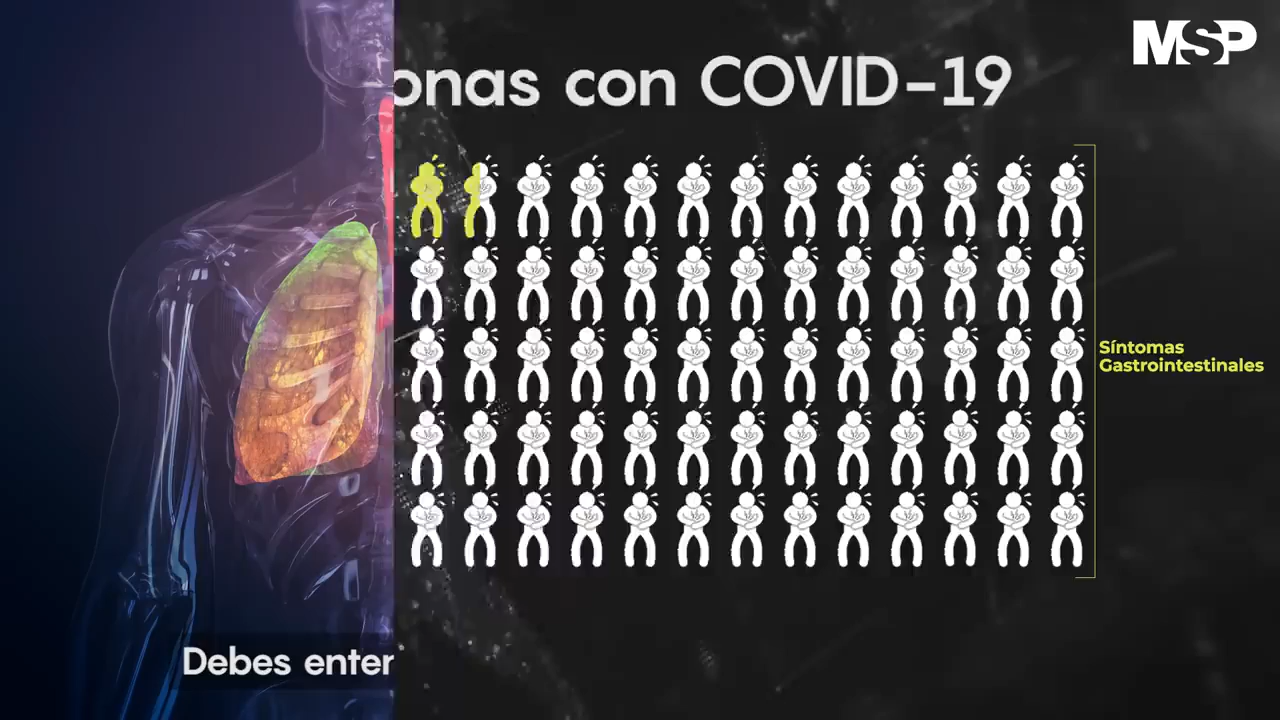 MSP
onas con COVID-19
Síntomas
Gastrointestinales
Debes enter